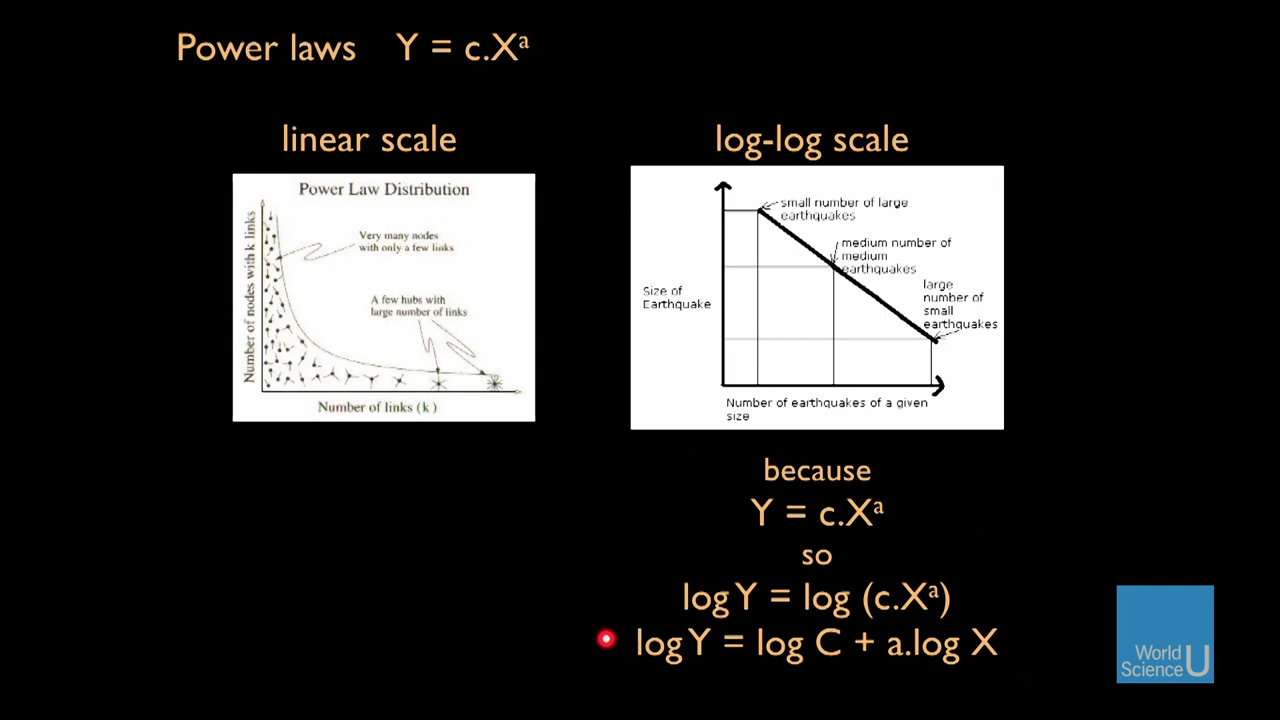 Power laws Y = c.Xᵃ
linear scale
log-log scale
Power Law Distribution
Number of nodes with k links
Very many nodes
with only a few links
A few hubs with
large number of links
Number of links (k)
small number of large
earthquakes
medium number of
medium
earthquakes
large
number of
small
earthquakes
Size of
Earthquake
Number of earthquakes of a given
size
because
Y = c.Xᵃ
so
log Y = log (c.Xᵃ)
log Y = log C + a.log X
World
Science U